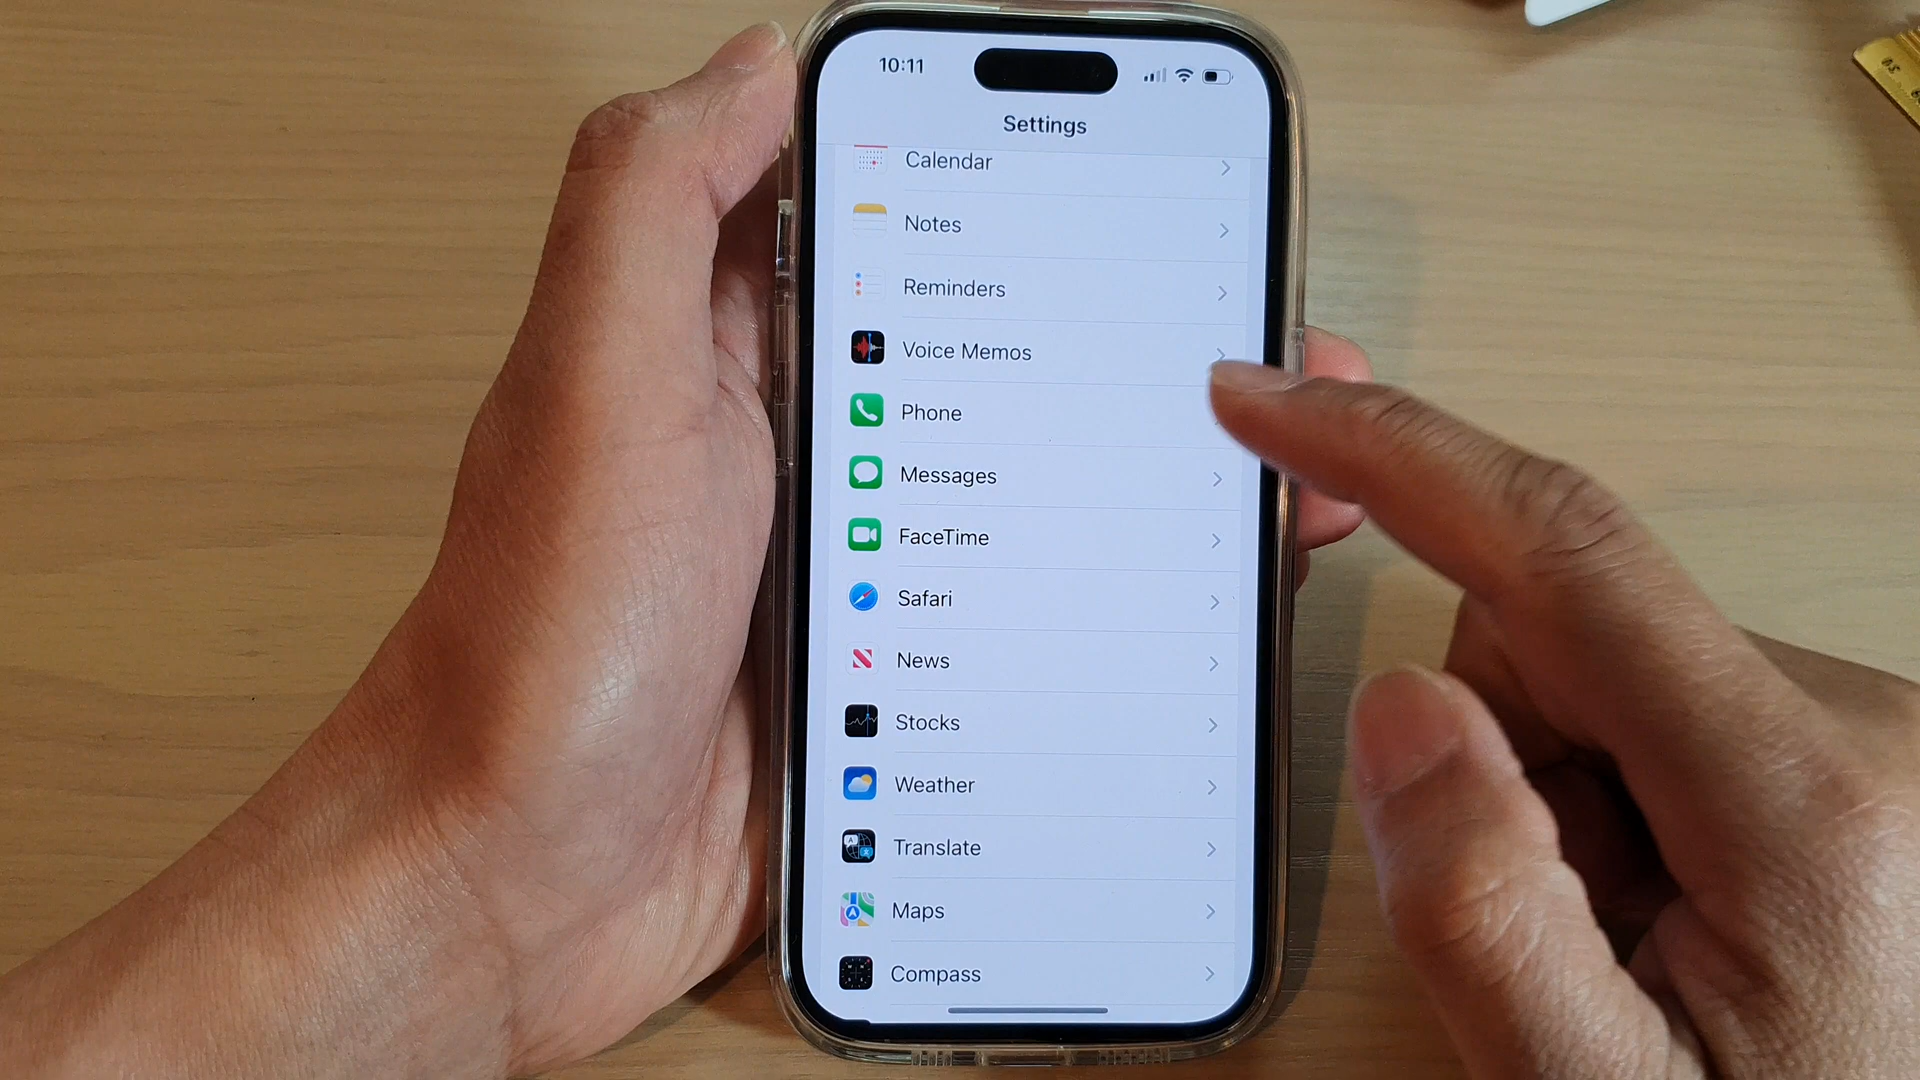 10:11
Settings
Calendar
Notes
Reminders
Voice Memos
Phone
Messages
FaceTime
Safari
News
Stocks
Weather
Translate
Maps
Compass